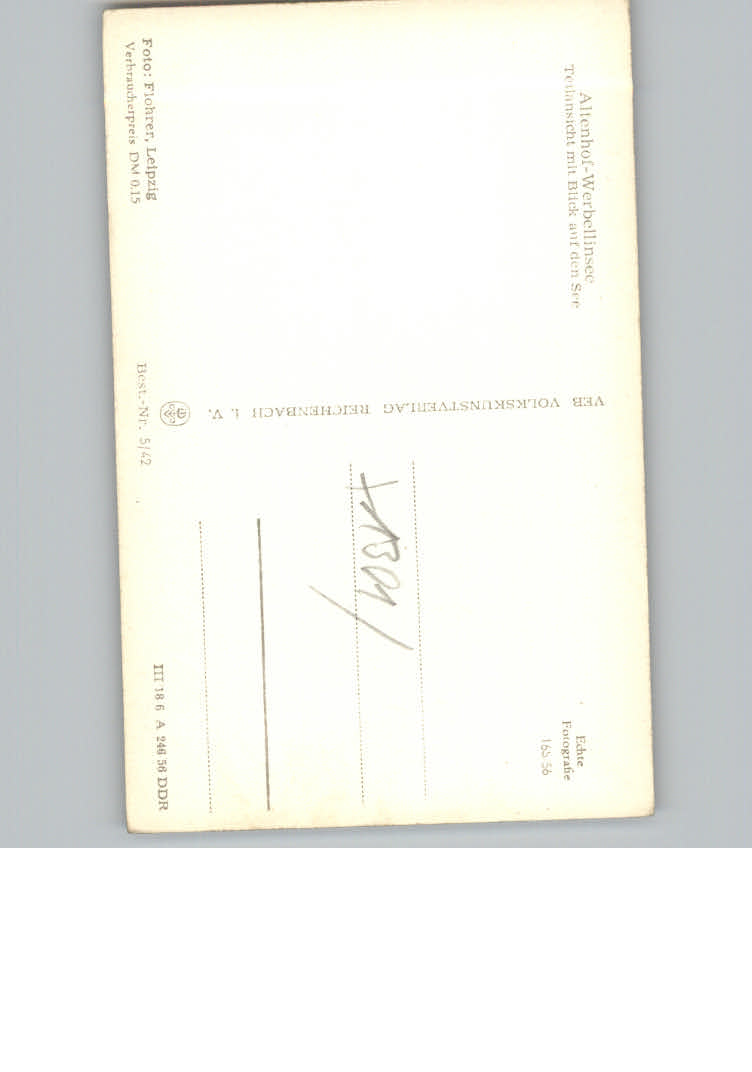 Altenhof-Werbellinsee
Teilansicht mit Blick auf den See
Foto: Flohrer, Leipzig
Verbraucherpreis DM 0.15
VEB VOLKSKUNSTVERLAG REICHENBACH i. V.
Best.-Nr. 5/42
Echte
Fotografie
165 56
III 18 6 A 246 56 DDR